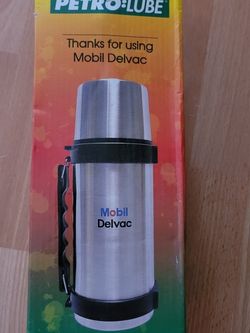 PETRO:LUBE
Thanks for using
Mobil Delvac
Mobil
Delvac